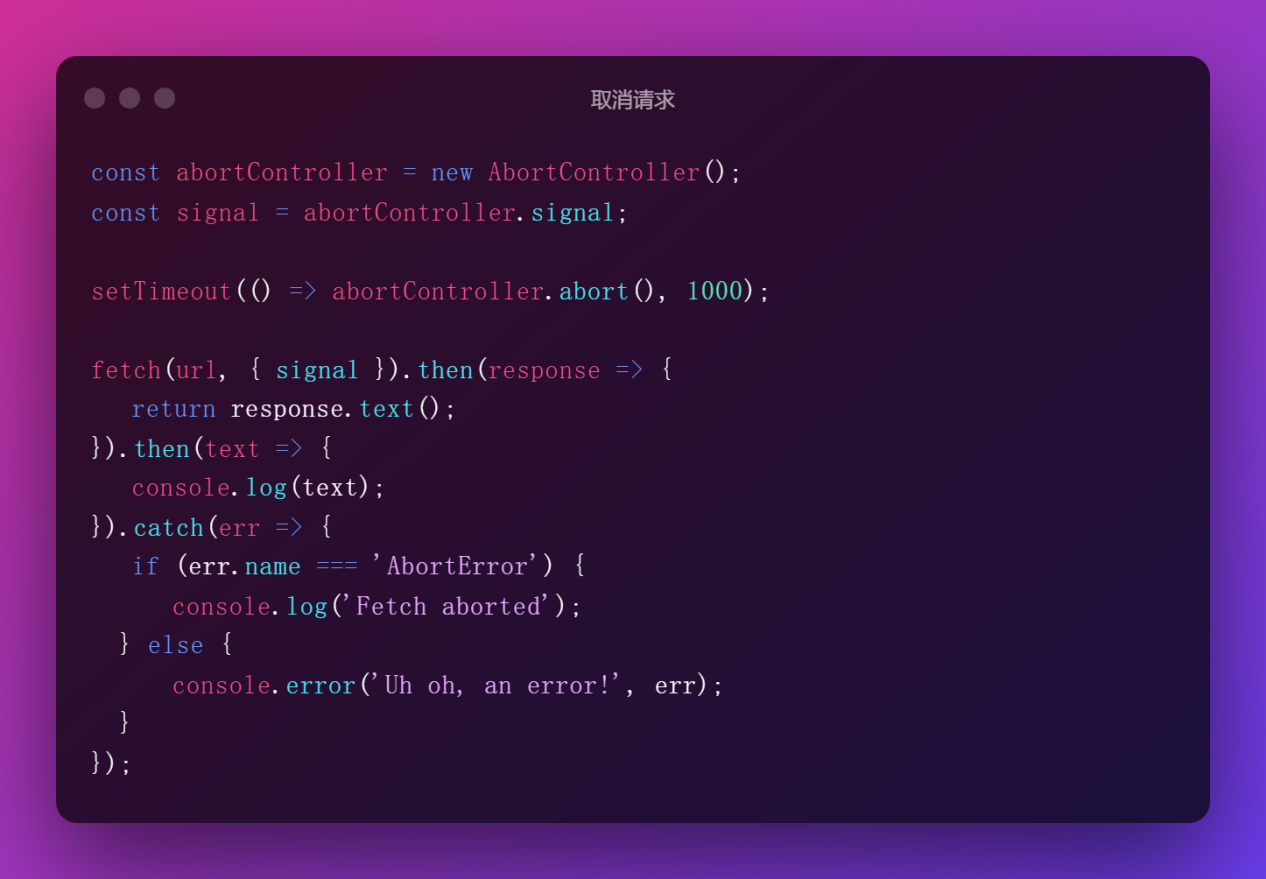 取消请求
const abortController = new AbortController();
const signal = abortController.signal;
setTimeout(() => abortController.abort(), 1000);
fetch(url, { signal }).then(response => {
return response.text();
}).then(text => {
console.log(text);
}).catch(err => {
if (err.name === 'AbortError') {
console.log('Fetch aborted');
} else {
console.error('Uh oh, an error!', err);
}
});